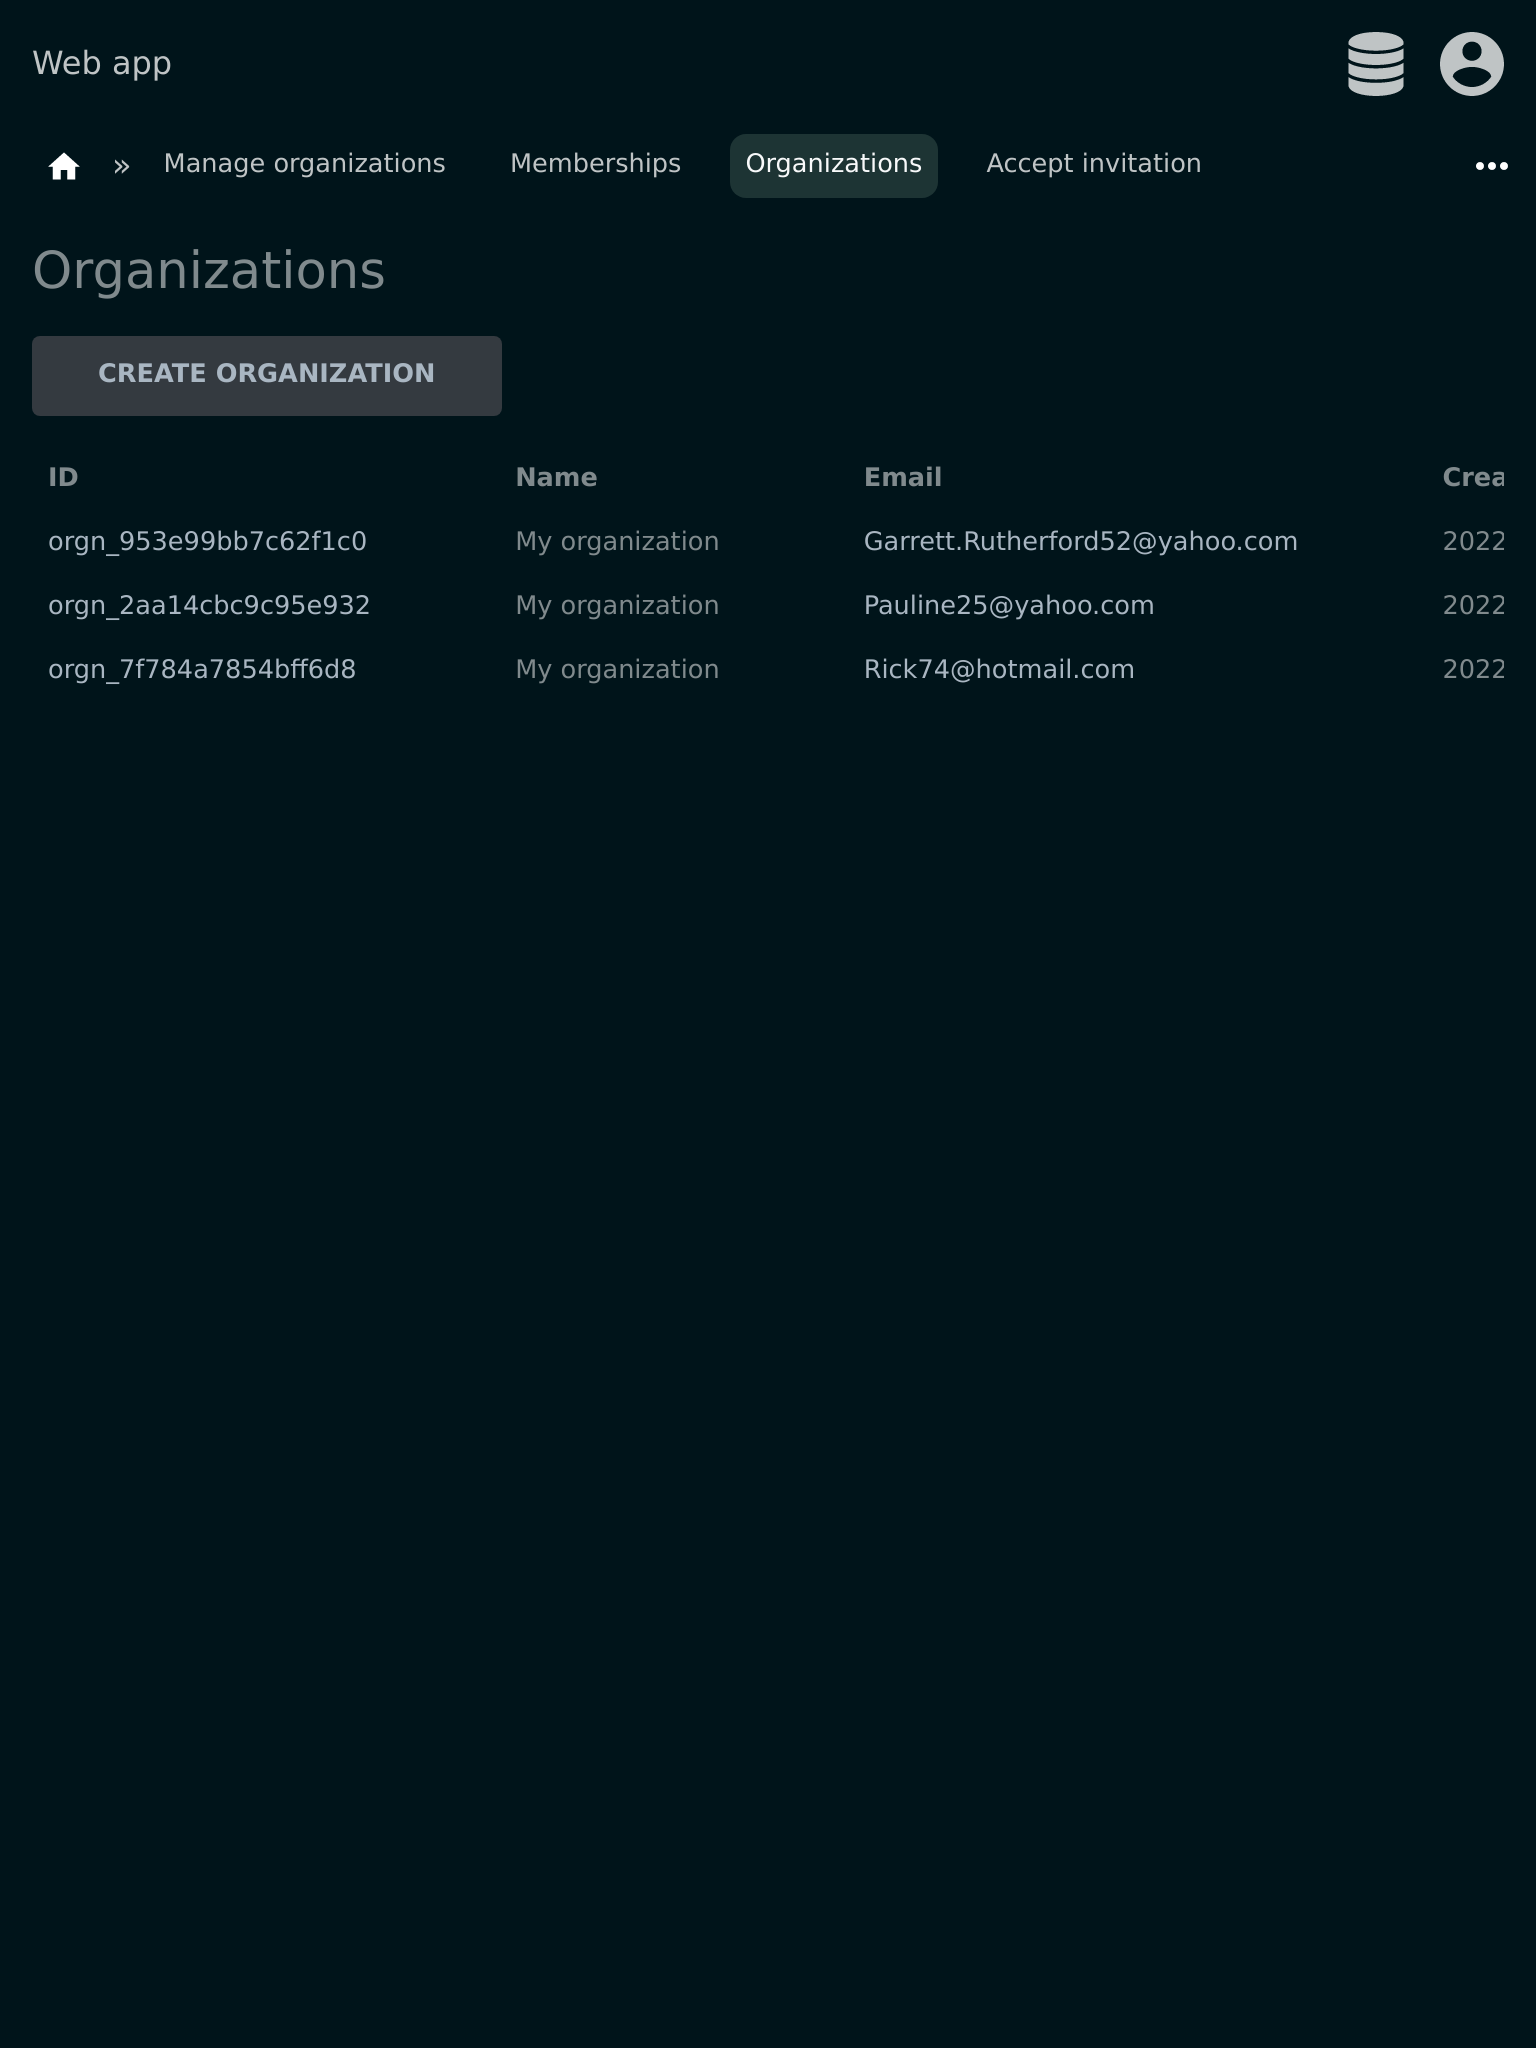 Web app
» Manage organizations Memberships Organizations Accept invitation
Organizations
CREATE ORGANIZATION
ID Name Email Crea
orgn_953e99bb7c62f1c0 My organization Garrett.Rutherford52@yahoo.com 2022
orgn_2aa14cbc9c95e932 My organization Pauline25@yahoo.com 2022
orgn_7f784a7854bff6d8 My organization Rick74@hotmail.com 2022